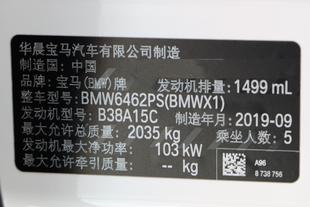 华晨宝马汽车有限公司制造
制造国：中国
品牌：宝马(BMW)牌 发动机排量：1499 mL
整车型号：BMW6462PS(BMWX1)
发动机型号：B38A15C 制造年月：2019-09
最大允许总质量：2035 kg 乘坐人数：5
发动机最大净功率：103 kW
最大允许牵引质量：-- kg
A96
8 738 756